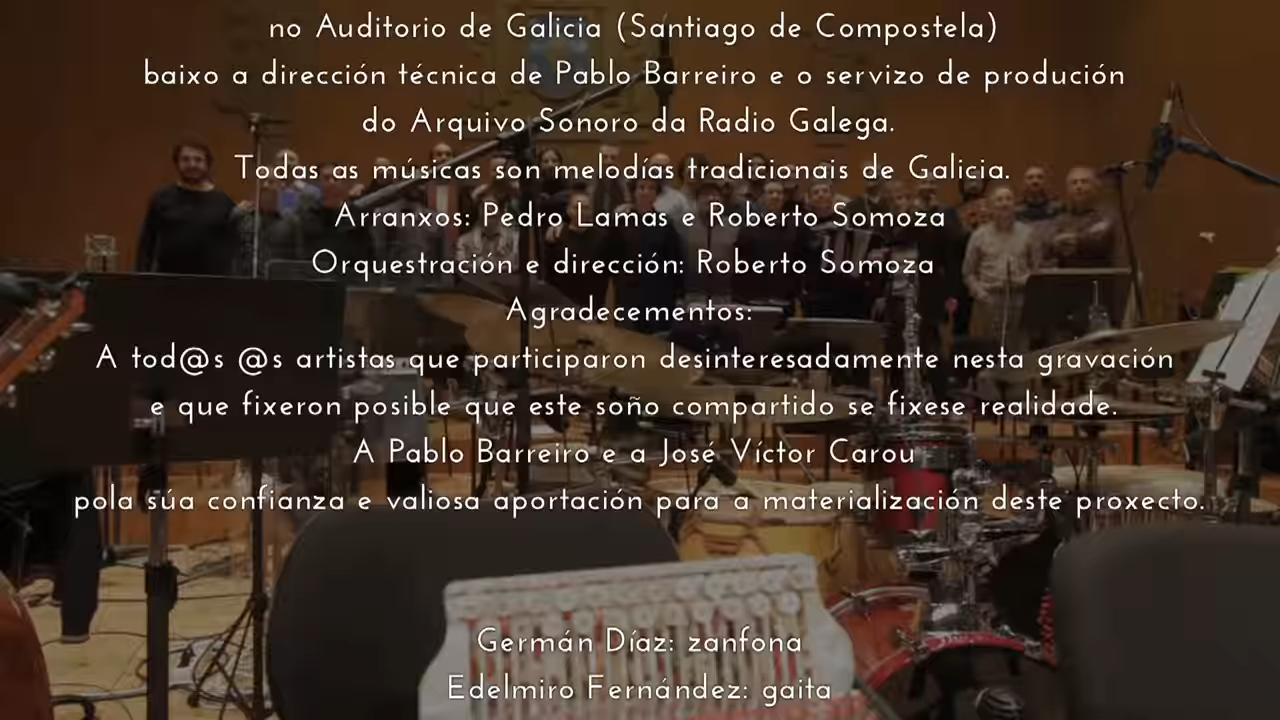 no Auditorio de Galicia (Santiago de Compostela)
baixo a dirección técnica de Pablo Barreiro e o servizo de produción
do Arquivo Sonoro da Radio Galega.
Todas as músicas son melodías tradicionais de Galicia.
Arranxos: Pedro Lamas e Roberto Somoza
Orquestración e dirección: Roberto Somoza
Agradecementos:
A tod@s @s artistas que participaron desinteresadamente nesta gravación
e que fixeron posible que este soño compartido se fixese realidade.
A Pablo Barreiro e a José Víctor Carou
pola súa confianza e valiosa aportación para a materialización deste proxecto.
Germán Díaz: zanfona
Edelmiro Fernández: gaita